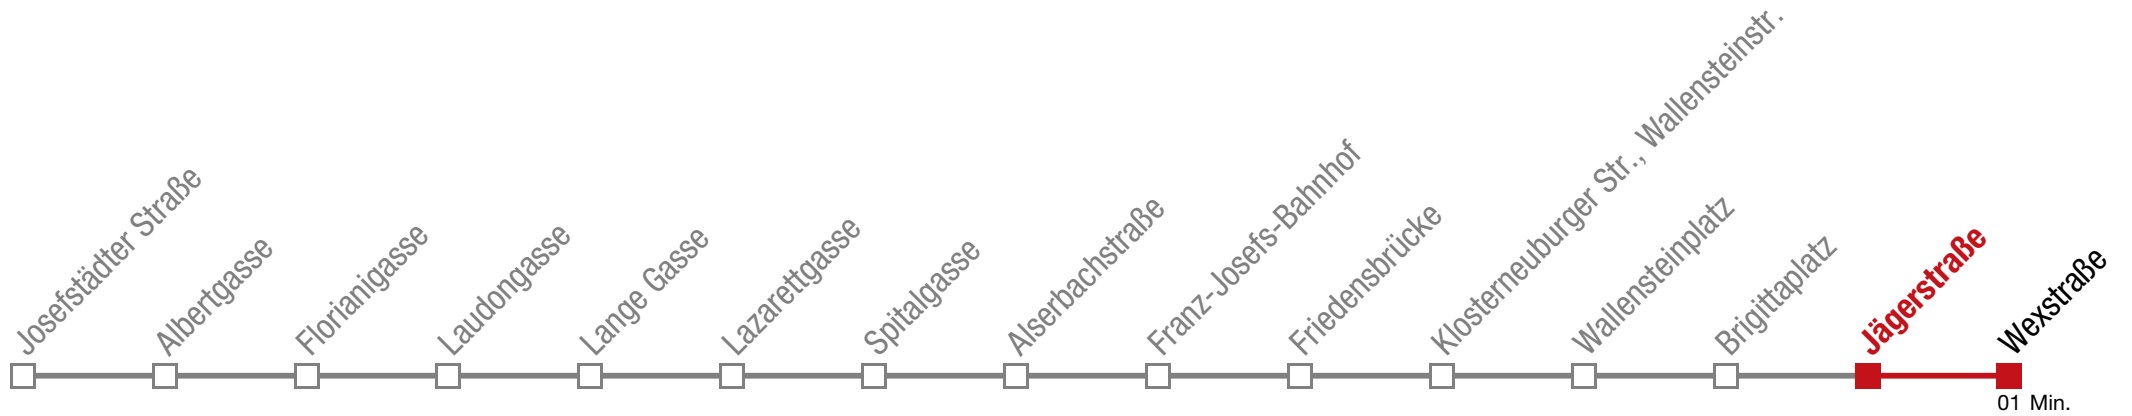 Josefstädter Straße
Albertgasse
Florianigasse
Laudongasse
Lange Gasse
Lazarettgasse
Spitalgasse
Alserbachstraße
Franz-Josefs-Bahnhof
Friedensbrücke
Klosterneuburger Str., Wallensteinstr.
Wallensteinplatz
Brigittaplatz
Jägerstraße
Wexstraße
01 Min.